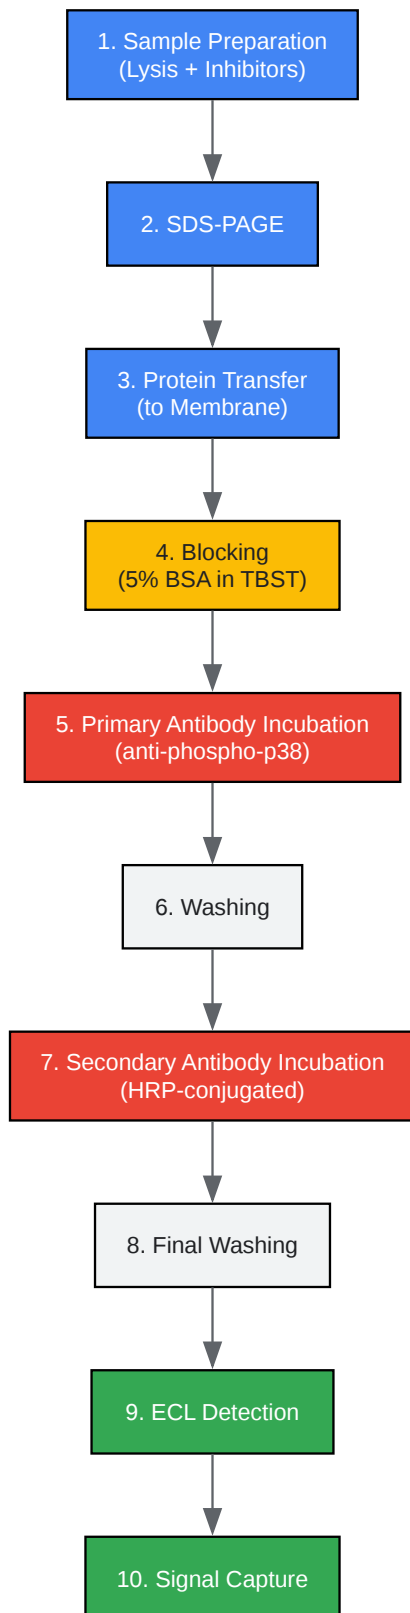 1. Sample Preparation
(Lysis + Inhibitors)
2. SDS-PAGE
3. Protein Transfer
(to Membrane)
4. Blocking
(5% BSA in TBST)
5. Primary Antibody Incubation
(anti-phospho-p38)
6. Washing
7. Secondary Antibody Incubation
(HRP-conjugated)
8. Final Washing
9. ECL Detection
10. Signal Capture